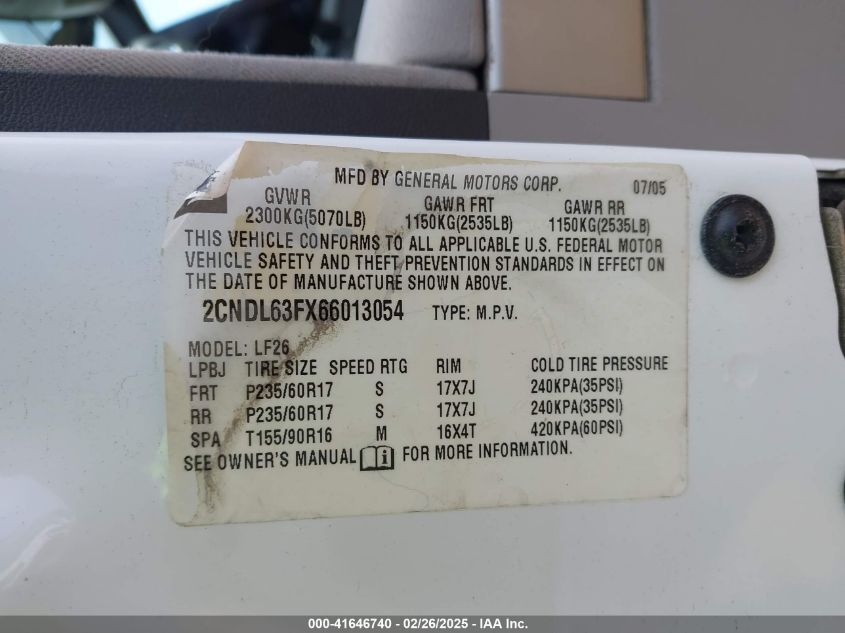 MFD BY GENERAL MOTORS CORP. 07/05
GVWR GAWR FRT GAWR RR
2300KG(5070LB) 1150KG(2535LB) 1150KG(2535LB)
THIS VEHICLE CONFORMS TO ALL APPLICABLE U.S. FEDERAL MOTOR
VEHICLE SAFETY AND THEFT PREVENTION STANDARDS IN EFFECT ON
THE DATE OF MANUFACTURE SHOWN ABOVE.
2CNDL63FX66013054 TYPE: M.P.V.
MODEL: LF26
LPBJ TIRE SIZE SPEED RTG RIM COLD TIRE PRESSURE
FRT P235/60R17 S 17X7J 240KPA(35PSI)
RR P235/60R17 S 17X7J 240KPA(35PSI)
SPA T155/90R16 M 16X4T 420KPA(60PSI)
SEE OWNER'S MANUAL FOR MORE INFORMATION.
000-41646740 - 02/26/2025 - IAA Inc.